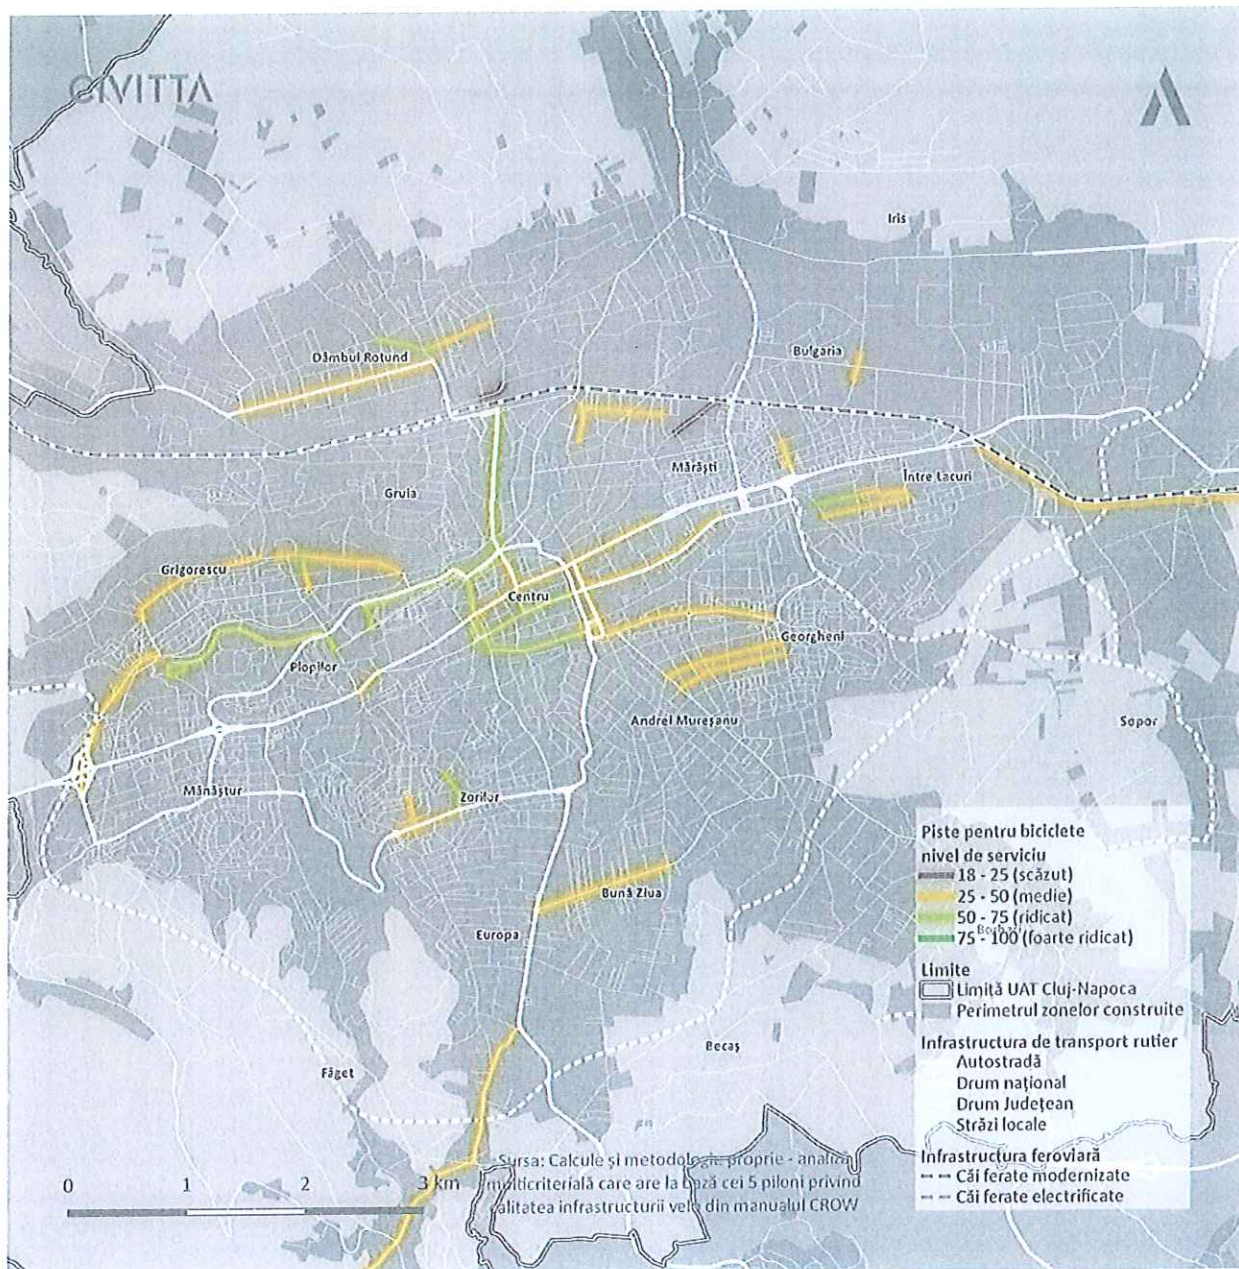 CIVITTA
Iris
Dâmbul Rotund
Bulgaria
Mărăști
Între Lacuri
Gruia
Grigorescu
Centru
Plopilor
Gheorgheni
Andrei Mureșanu
Sopor
Mănăștur
Zorilor
Bună Ziua
Europa
Becaș
Făget
Piste pentru biciclete
nivel de serviciu
18 - 25 (scăzut)
25 - 50 (medie)
50 - 75 (ridicat)
75 - 100 (foarte ridicat)
Limite
Limită UAT Cluj-Napoca
Perimetrul zonelor construite
Infrastructura de transport rutier
Autostradă
Drum național
Drum Județean
Străzi locale
Infrastructura feroviară
Căi ferate modernizate
Căi ferate electrificate
0 1 2 3 km
Sursa: Calcule și metodologie proprie - analiză
multicriterială care are la bază cei 5 piloni privind
alitatea infrastructurii velo din manualul CROW